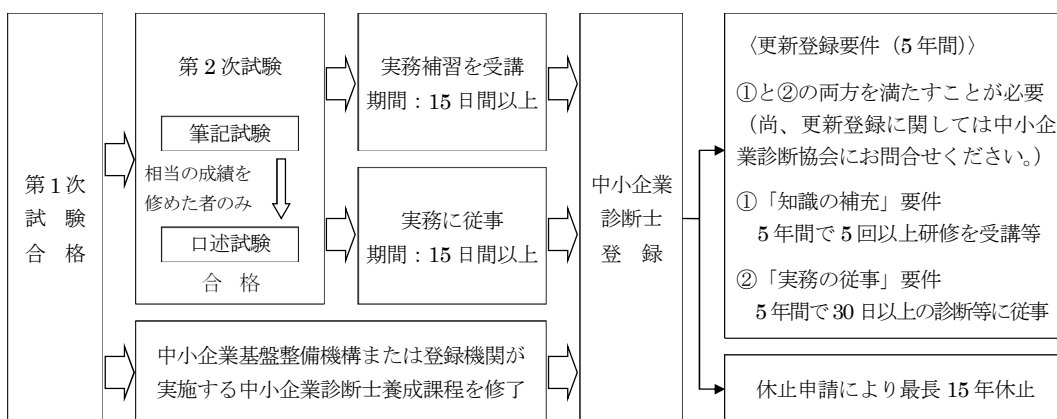 第1次
試験
合格
第2次試験
筆記試験
相当の成績を
修めた者のみ
口述試験
合格
実務補習を受講
期間：15日間以上
実務に従事
期間：15日間以上
中小企業基盤整備機構または登録機関が
実施する中小企業診断士養成課程を修了
中小企業
診断士
登録
〈更新登録要件（5年間）〉
①と②の両方を満たすことが必要
（尚、更新登録に関しては中小企
業診断協会にお問合せください。）
①「知識の補充」要件
5年間で5回以上研修を受講等
②「実務の従事」要件
5年間で30日以上の診断等に従事
休止申請により最長15年休止